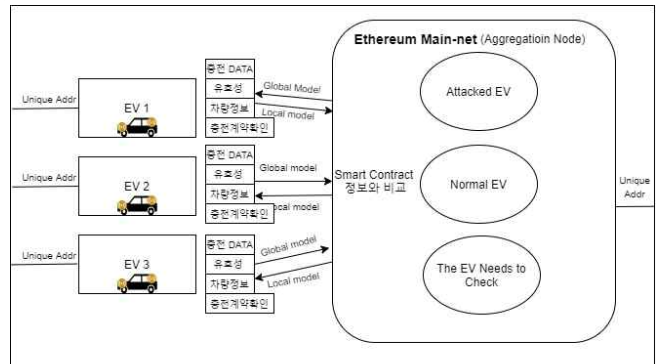 Ethereum Main-net (Aggregatioin Node)
Unique Addr
EV 1
충전 DATA
유효성
차량정보
충전계약확인
Global Model
Local model
Attacked EV
Unique Addr
EV 2
충전 DATA
유효성
차량정보
충전계약확인
Global model
ocal model
Smart Contract
정보와 비교
Normal EV
Unique
Addr
Unique Addr
EV 3
충전 DATA
유효성
차량정보
충전계약확인
Global model
Local model
The EV Needs to
Check